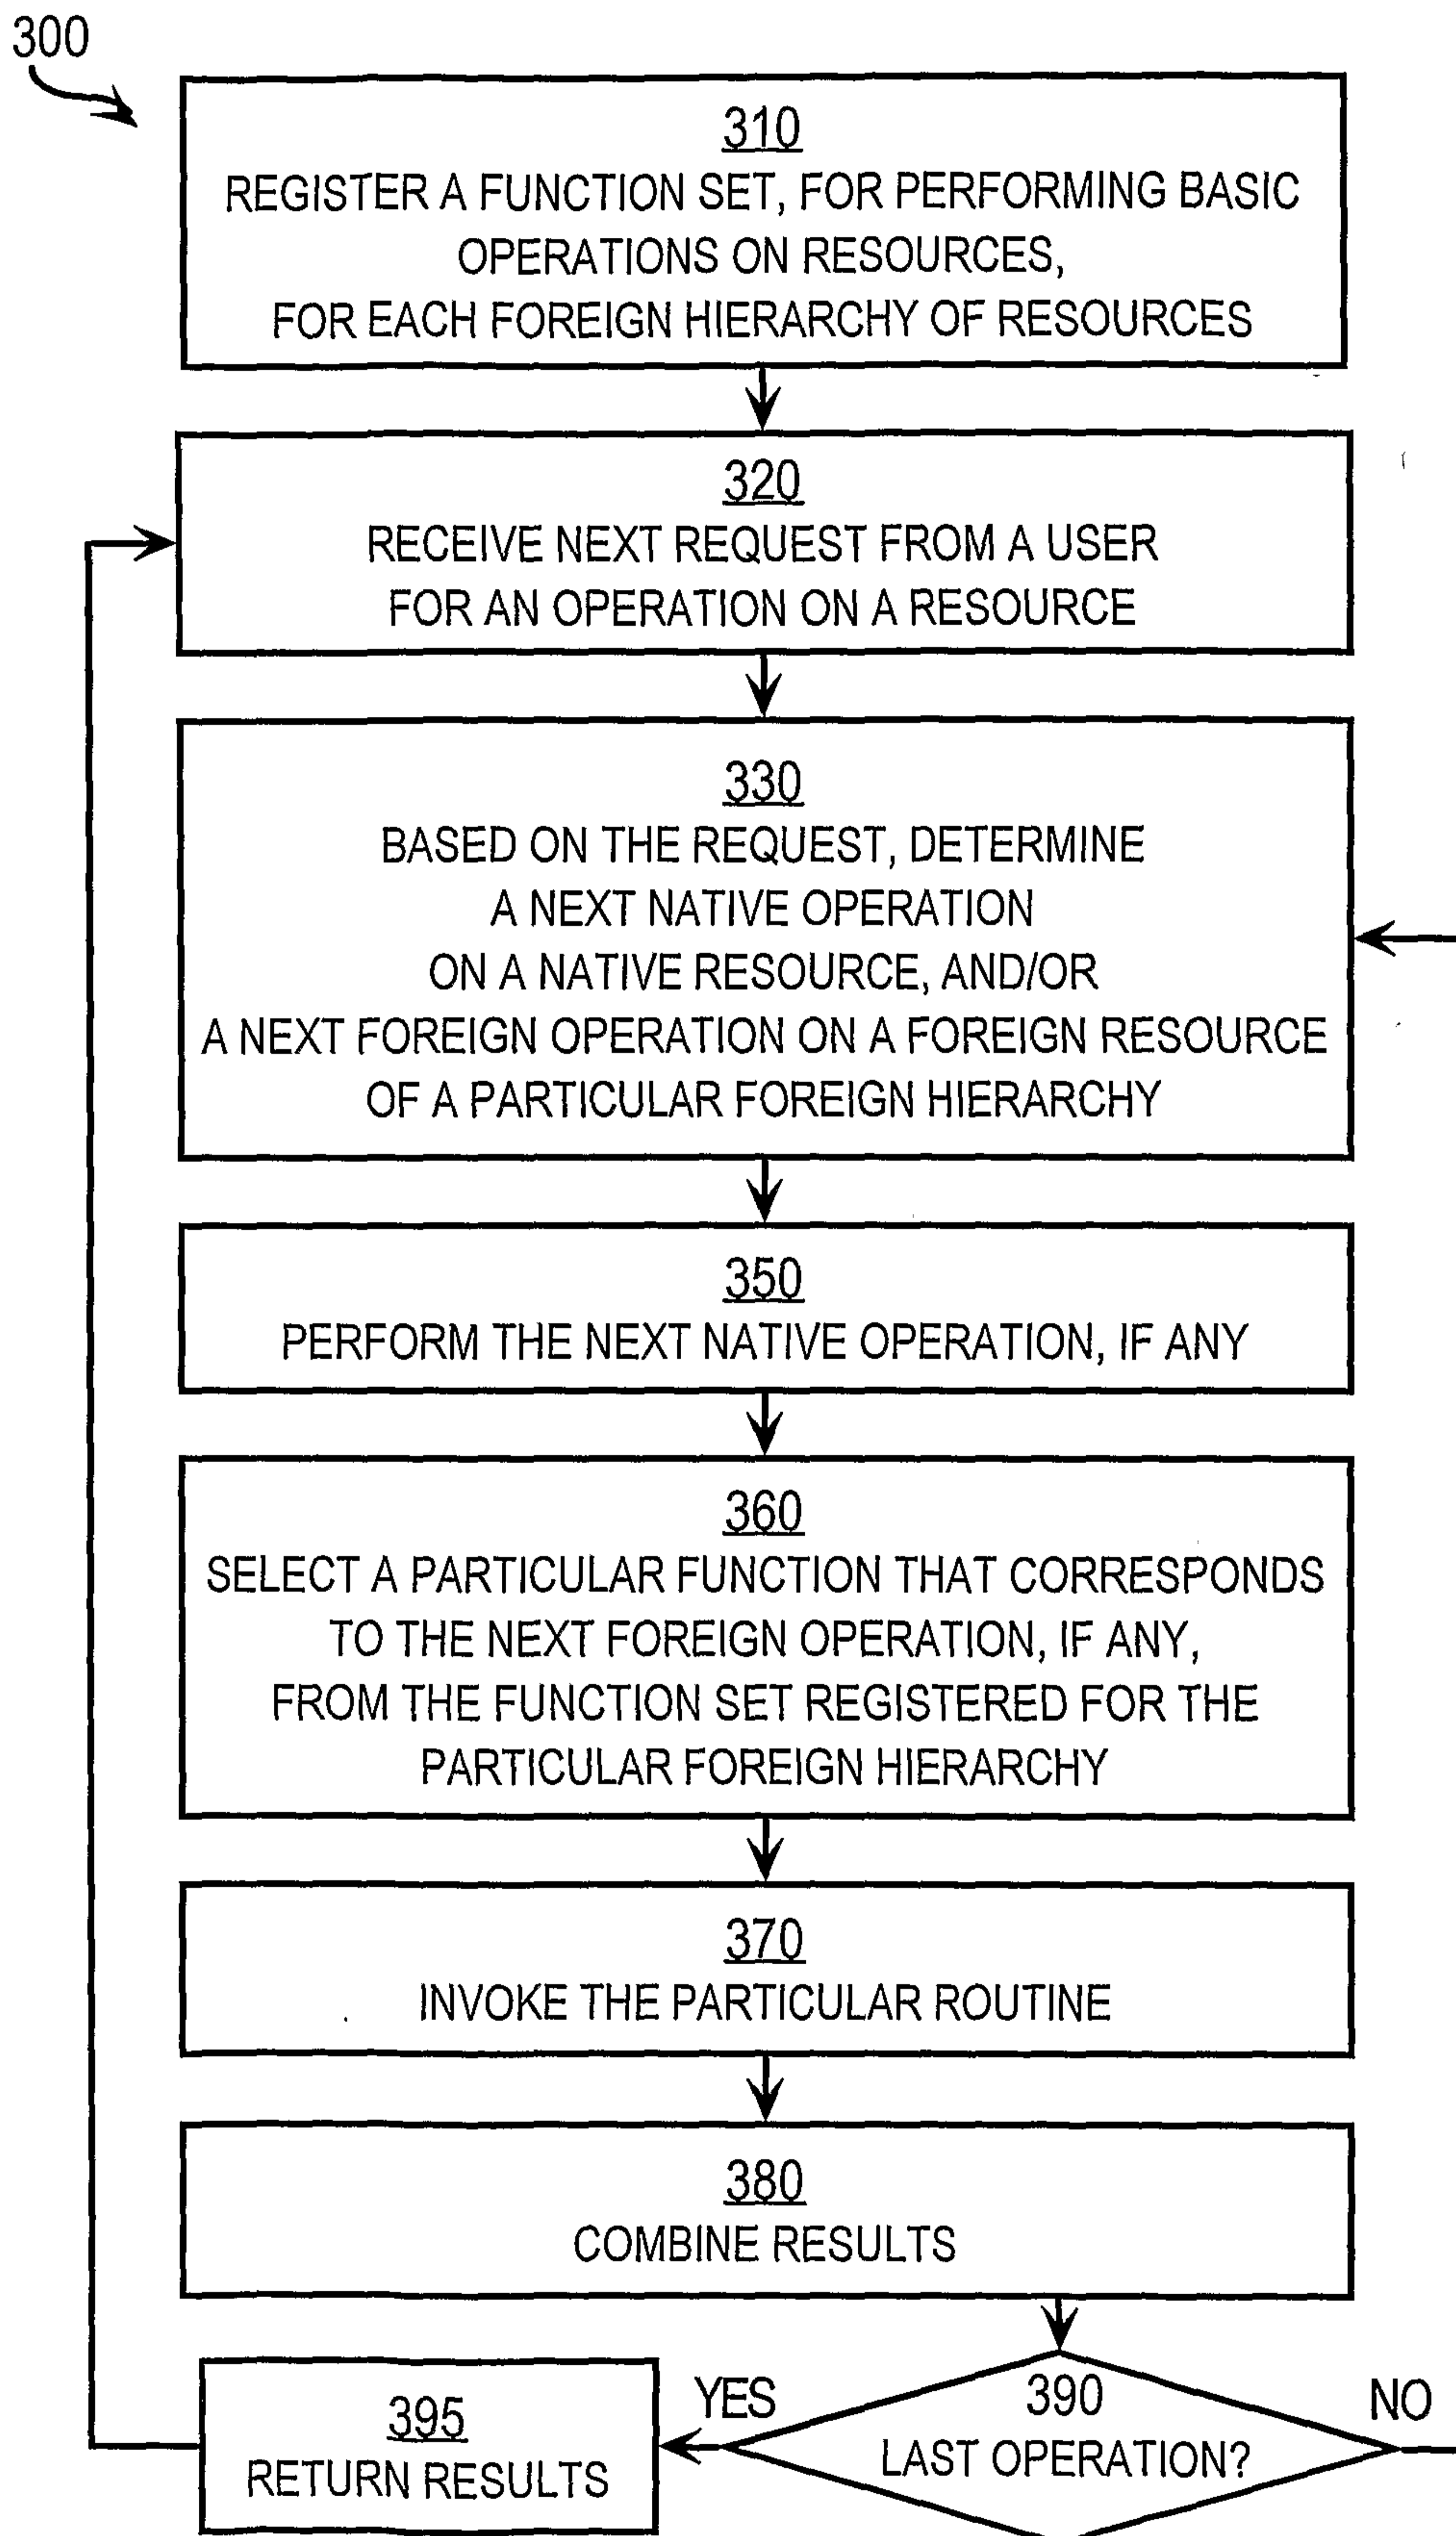 300
310
REGISTER A FUNCTION SET, FOR PERFORMING BASIC
OPERATIONS ON RESOURCES,
FOR EACH FOREIGN HIERARCHY OF RESOURCES
320
RECEIVE NEXT REQUEST FROM A USER
FOR AN OPERATION ON A RESOURCE
330
BASED ON THE REQUEST, DETERMINE
A NEXT NATIVE OPERATION
ON A NATIVE RESOURCE, AND/OR
A NEXT FOREIGN OPERATION ON A FOREIGN RESOURCE
OF A PARTICULAR FOREIGN HIERARCHY
350
PERFORM THE NEXT NATIVE OPERATION, IF ANY
360
SELECT A PARTICULAR FUNCTION THAT CORRESPONDS
TO THE NEXT FOREIGN OPERATION, IF ANY,
FROM THE FUNCTION SET REGISTERED FOR THE
PARTICULAR FOREIGN HIERARCHY
370
INVOKE THE PARTICULAR ROUTINE
380
COMBINE RESULTS
390
LAST OPERATION?
YES
NO
395
RETURN RESULTS